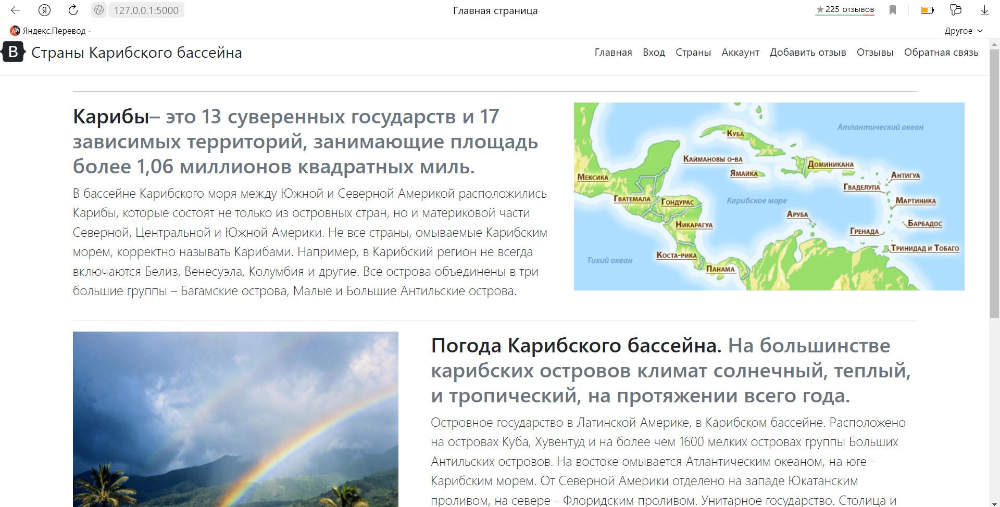 Я
127.0.0.1:5000
Главная страница
★225 отзывов
Яндекс.Перевод -
Другое
B Страны Карибского бассейна
Главная Вход Страны Аккаунт Добавить отзыв Отзывы Обратная связь
Карибы– это 13 суверенных государств и 17
зависимых территорий, занимающие площадь
более 1,06 миллионов квадратных миль.
В бассейне Карибского моря между Южной и Северной Америкой расположились
Карибы, которые состоят не только из островных стран, но и материковой части
Северной, Центральной и Южной Америки. Не все страны, омываемые Карибским
морем, корректно называть Карибами. Например, в Карибский регион не всегда
включаются Белиз, Венесуэла, Колумбия и другие. Все острова объединены в три
большие группы – Багамские острова, Малые и Большие Антильские острова.
Атлантический океан
Куба
Каймановы о-ва
Ямайка
Доминикана
Мексика
Антигуа
Гваделупа
Гватемала
Гондурас
Карибское море
Мартиника
Аруба
Никарагуа
Барбадос
Гренада
Тринидад и Тобаго
Коста-рика
Тихий океан
Панама
Погода Карибского бассейна. На большинстве
карибских островов климат солнечный, теплый,
и тропический, на протяжении всего года.
Островное государство в Латинской Америке, в Карибском бассейне. Расположено
на островах Куба, Хувентуд и на более чем 1600 мелких островах группы Больших
Антильских островов. На востоке омывается Атлантическим океаном, на юге -
Карибским морем. От Северной Америки отделено на западе Юкатанским
проливом, на севере - Флоридским проливом. Унитарное государство. Столица и